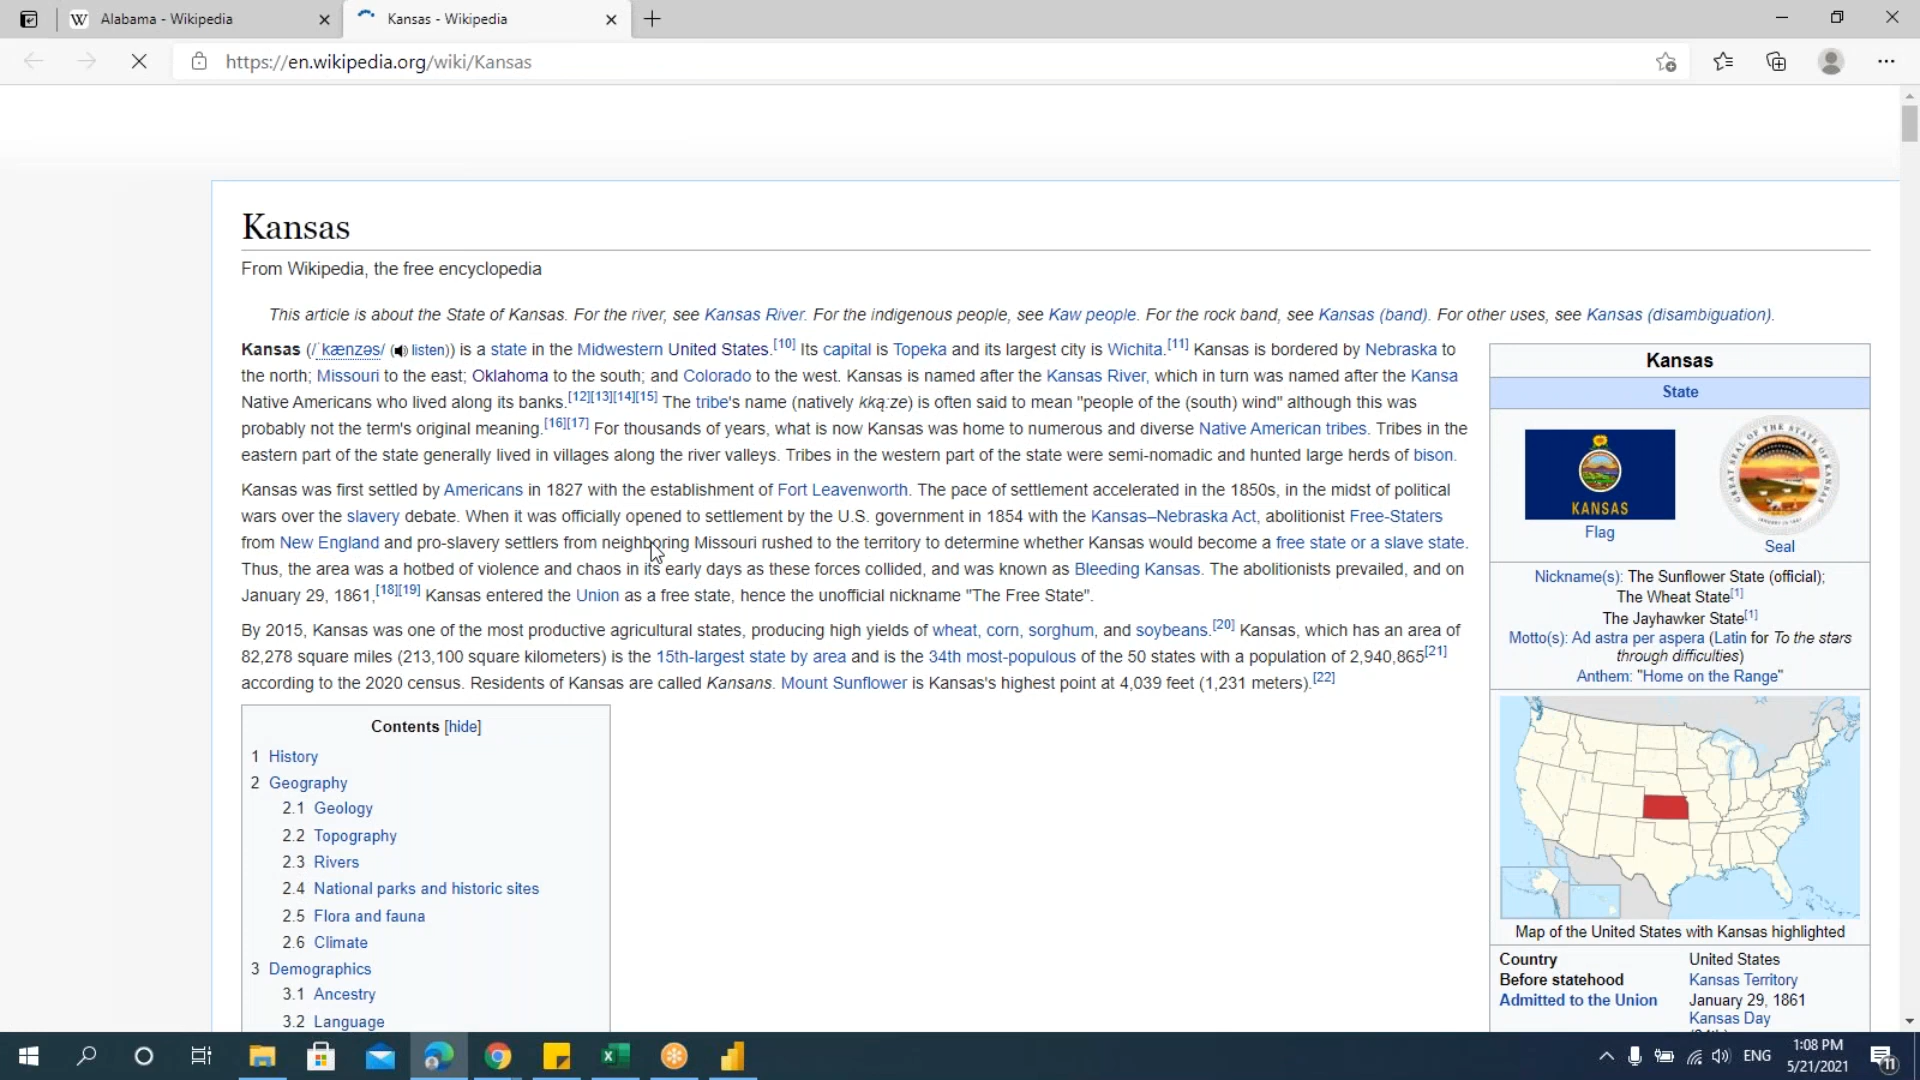 Alabama - Wikipedia
Kansas - Wikipedia
https://en.wikipedia.org/wiki/Kansas
Kansas
From Wikipedia, the free encyclopedia
This article is about the State of Kansas. For the river, see Kansas River. For the indigenous people, see Kaw people. For the rock band, see Kansas (band). For other uses, see Kansas (disambiguation).
Kansas (/ˈkænzəs/ (listen)) is a state in the Midwestern United States.[10] Its capital is Topeka and its largest city is Wichita.[11] Kansas is bordered by Nebraska to
the north; Missouri to the east; Oklahoma to the south; and Colorado to the west. Kansas is named after the Kansas River, which in turn was named after the Kansa
Native Americans who lived along its banks.[12][13][14][15] The tribe's name (natively kką:ze) is often said to mean "people of the (south) wind" although this was
probably not the term's original meaning.[16][17] For thousands of years, what is now Kansas was home to numerous and diverse Native American tribes. Tribes in the
eastern part of the state generally lived in villages along the river valleys. Tribes in the western part of the state were semi-nomadic and hunted large herds of bison.
Kansas was first settled by Americans in 1827 with the establishment of Fort Leavenworth. The pace of settlement accelerated in the 1850s, in the midst of political
wars over the slavery debate. When it was officially opened to settlement by the U.S. government in 1854 with the Kansas–Nebraska Act, abolitionist Free-Staters
from New England and pro-slavery settlers from neighboring Missouri rushed to the territory to determine whether Kansas would become a free state or a slave state.
Thus, the area was a hotbed of violence and chaos in its early days as these forces collided, and was known as Bleeding Kansas. The abolitionists prevailed, and on
January 29, 1861,[18][19] Kansas entered the Union as a free state, hence the unofficial nickname "The Free State".
By 2015, Kansas was one of the most productive agricultural states, producing high yields of wheat, corn, sorghum, and soybeans.[20] Kansas, which has an area of
82,278 square miles (213,100 square kilometers) is the 15th-largest state by area and is the 34th most-populous of the 50 states with a population of 2,940,865[21]
according to the 2020 census. Residents of Kansas are called Kansans. Mount Sunflower is Kansas's highest point at 4,039 feet (1,231 meters).[22]
Contents [hide]
1 History
2 Geography
2.1 Geology
2.2 Topography
2.3 Rivers
2.4 National parks and historic sites
2.5 Flora and fauna
2.6 Climate
3 Demographics
3.1 Ancestry
3.2 Language
Kansas
State
KANSAS
GREAT SEAL OF THE STATE OF KANSAS
Flag
Seal
Nickname(s): The Sunflower State (official);
The Wheat State[1]
The Jayhawker State[1]
Motto(s): Ad astra per aspera (Latin for To the stars
through difficulties)
Anthem: "Home on the Range"
Map of the United States with Kansas highlighted
Country United States
Before statehood Kansas Territory
Admitted to the Union January 29, 1861
Kansas Day
ENG
1:08 PM
5/21/2021
11